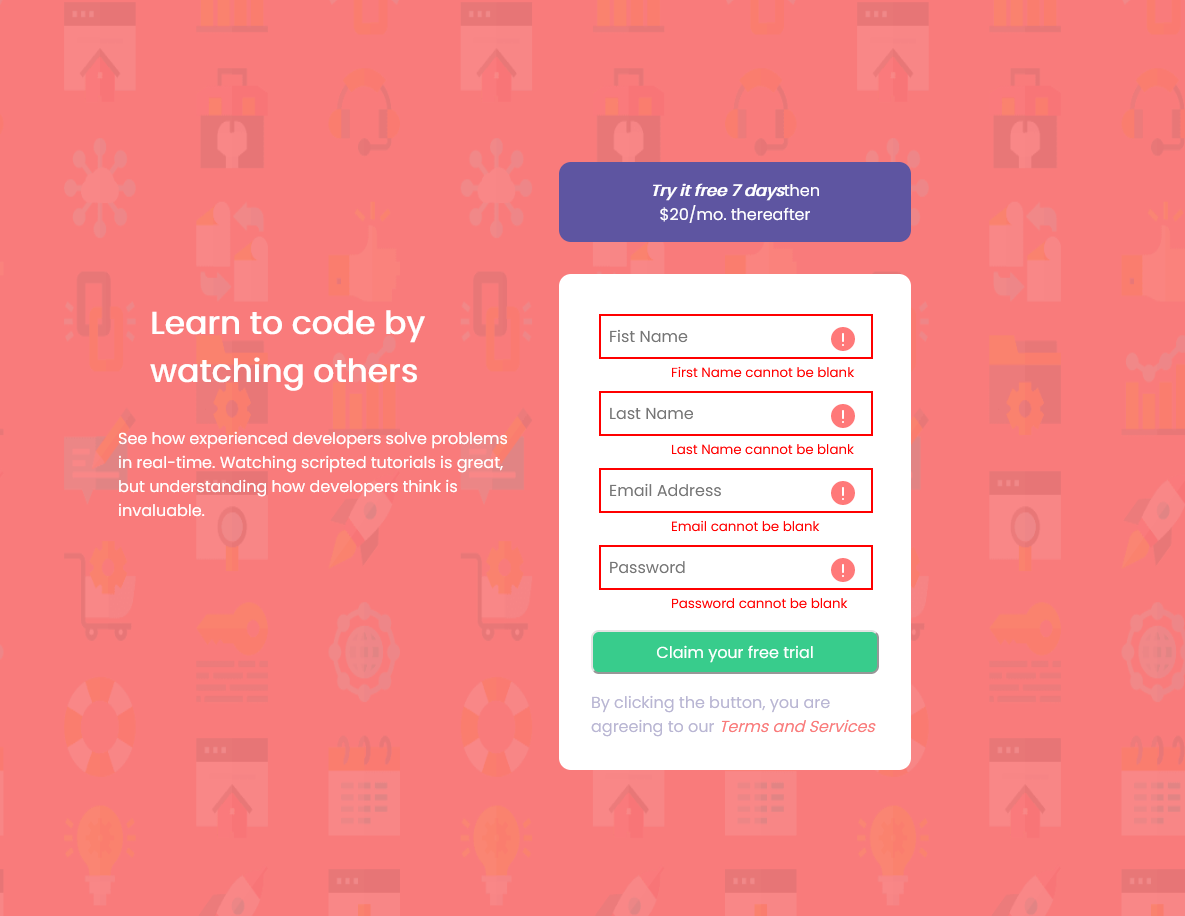 Try it free 7 daysthen
$20/mo. thereafter
Learn to code by
watching others
See how experienced developers solve problems
in real-time. Watching scripted tutorials is great,
but understanding how developers think is
invaluable.
Fist Name
First Name cannot be blank
Last Name
Last Name cannot be blank
Email Address
Email cannot be blank
Password
Password cannot be blank
Claim your free trial
By clicking the button, you are
agreeing to our Terms and Services